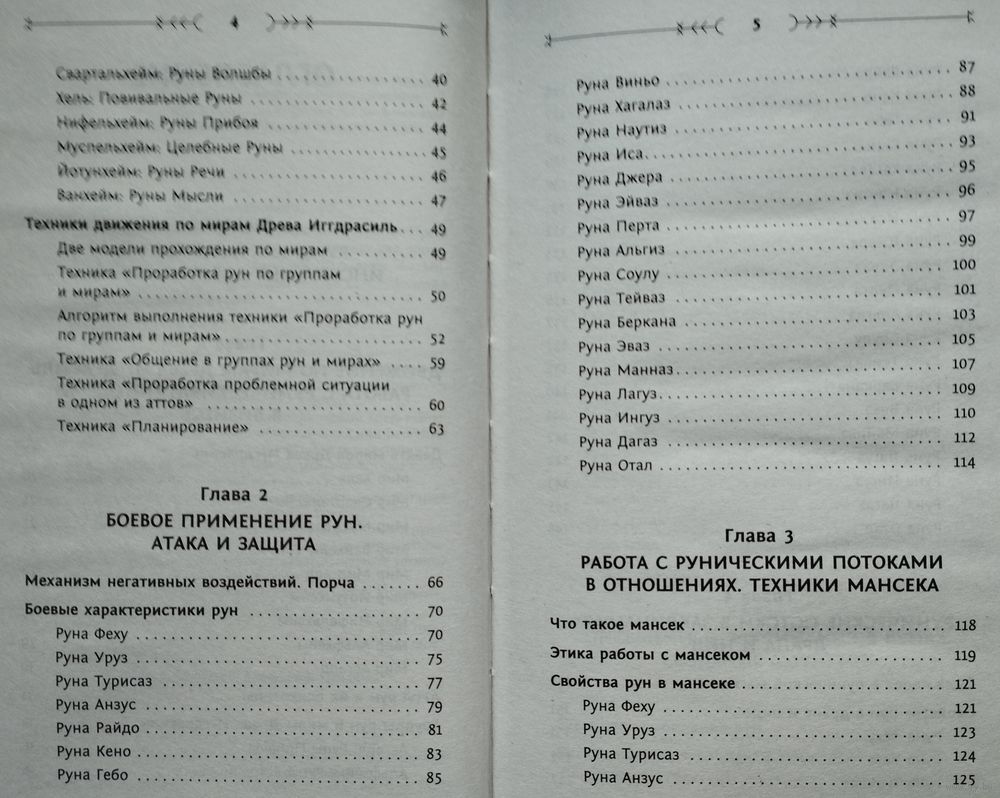 4
Свартальхейм: Руны Волшбы 40
Хель: Повивальные Руны 42
Нифельхейм: Руны Прибоя 44
Муспельхейм: Целебные Руны 45
Йотунхейм: Руны Речи 46
Ванхейм: Руны Мысли 47
Техники движения по мирам Древа Иггдрасиль... 49
Две модели прохождения по мирам 49
Техника «Проработка рун по группам
и мирам» 50
Алгоритм выполнения техники «Проработка рун
по группам и мирам» 52
Техника «Общение в группах рун и мирах» 59
Техника «Проработка проблемной ситуации
в одном из аттов» 60
Техника «Планирование» 63
Глава 2
БОЕВОЕ ПРИМЕНЕНИЕ РУН.
АТАКА И ЗАЩИТА
Механизм негативных воздействий. Порча 66
Боевые характеристики рун 70
Руна Феху 70
Руна Уруз 75
Руна Турисаз 77
Руна Анзус 79
Руна Райдо 81
Руна Кено 83
Руна Гебо 85
5
Руна Виньо 87
Руна Хагалаз 88
Руна Наутиз 91
Руна Иса 93
Руна Джера 95
Руна Эйваз 96
Руна Перта 97
Руна Альгиз 99
Руна Соулу 100
Руна Тейваз 101
Руна Беркана 103
Руна Эваз 105
Руна Манназ 107
Руна Лагуз 109
Руна Ингуз 110
Руна Дагаз 112
Руна Отал 114
Глава 3
РАБОТА С РУНИЧЕСКИМИ ПОТОКАМИ
В ОТНОШЕНИЯХ. ТЕХНИКИ МАНСЕКА
Что такое мансек 118
Этика работы с мансеком 119
Свойства рун в мансеке 121
Руна Феху 121
Руна Уруз 123
Руна Турисаз 124
Руна Анзус 125